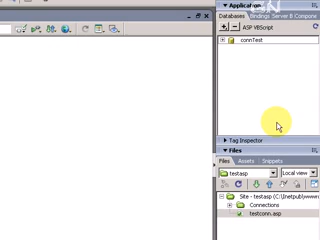 Application
Databases Bindings Server B Compone
ASP VBScript
connTest
Tag Inspector
Files
Files Assets Snippets
testasp Local view
Site - testasp (C:\Inetpub\wwwr
Connections
testconn.asp